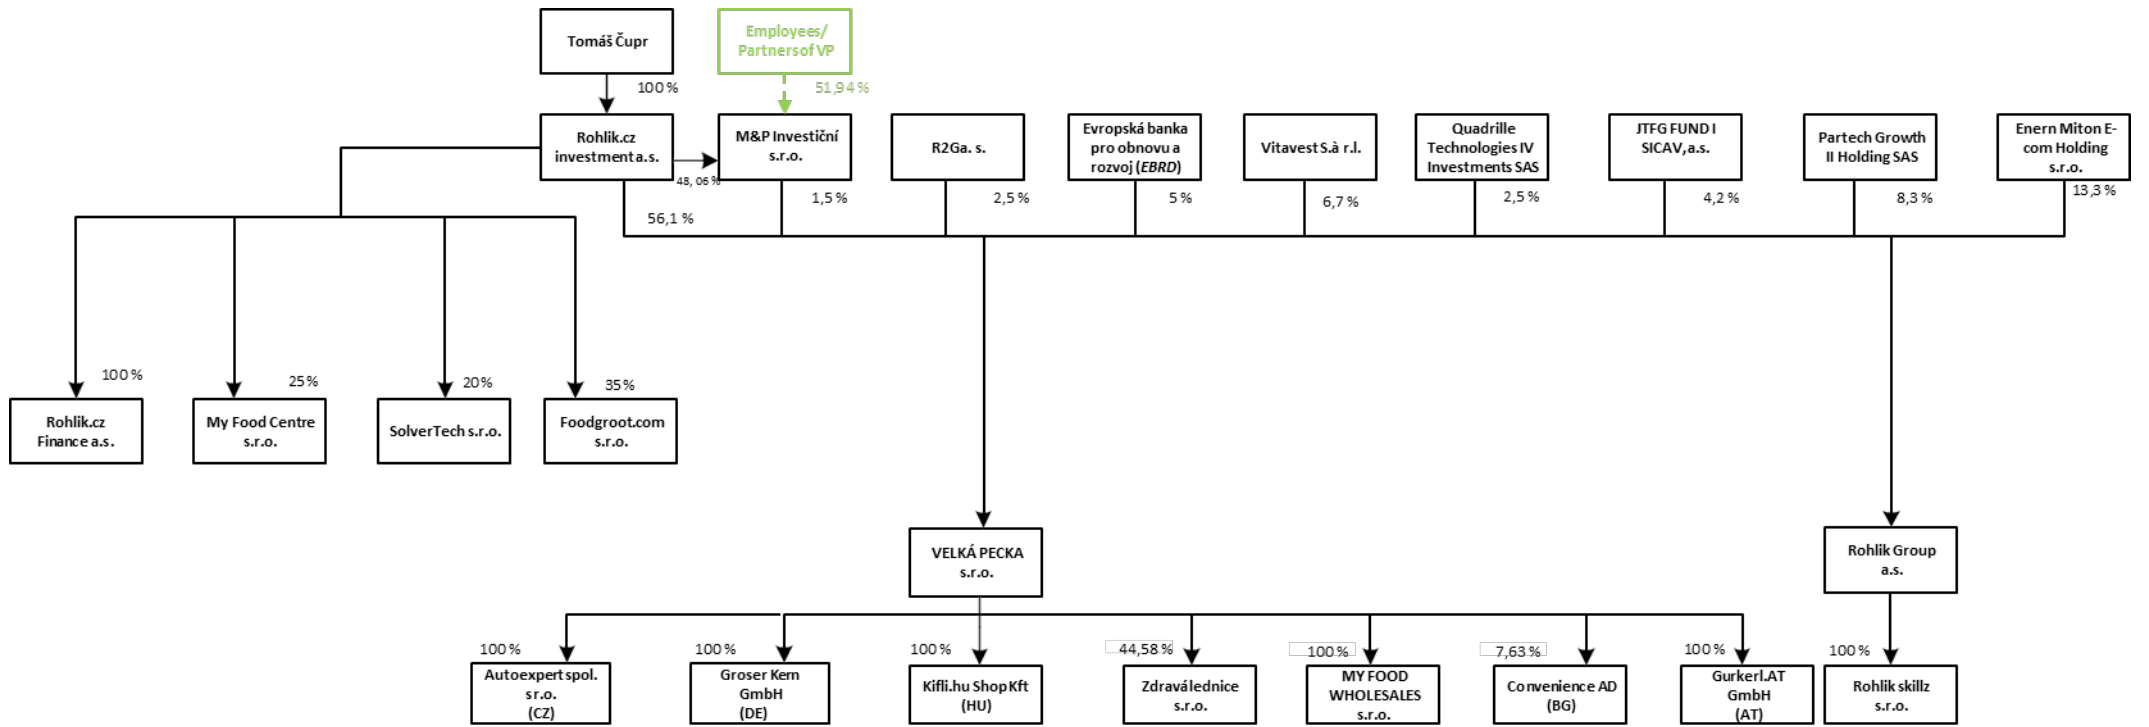 Tomáš Čupr
Employees/
Partnersof VP
100 %
51,94 %
Rohlik.cz
investment a.s.
48, 06 %
M&P Investiční
s.r.o.
R2Ga. s.
Evropská banka
pro obnovu a
rozvoj (EBRD)
Vitavest S.à r.l.
Quadrille
Technologies IV
Investments SAS
JTFG FUND I
SICAV, a.s.
Partech Growth
II Holding SAS
Enern Miton E-
com Holding
s.r.o.
56,1 %
1,5 %
2,5 %
5 %
6,7 %
2,5 %
4,2 %
8,3 %
13,3 %
100 %
25 %
20%
35 %
Rohlik.cz
Finance a.s.
My Food Centre
s.r.o.
SolverTech s.r.o.
Foodgroot.com
s.r.o.
VELKÁ PECKA
s.r.o.
Rohlik Group
a.s.
100 %
100 %
100 %
44,58 %
100 %
7,63 %
100 %
100 %
Autoexpert spol.
s r.o.
(CZ)
Groser Kern
GmbH
(DE)
Kifli.hu Shop Kft
(HU)
Zdravá lednice
s.r.o.
MY FOOD
WHOLESALES
s.r.o.
Convenience AD
(BG)
Gurkerl.AT
GmbH
(AT)
Rohlik skillz
s.r.o.